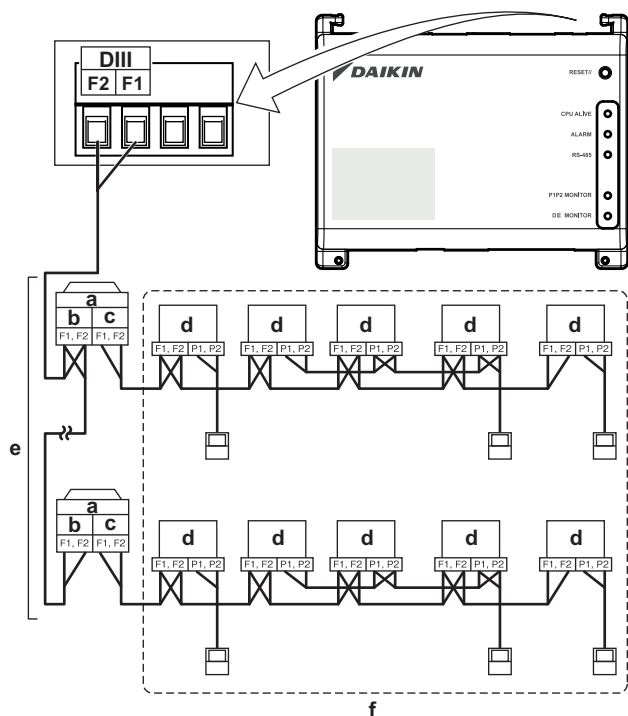 DIII
F2 F1
DAIKIN
RESET//
CPU ALIVE
ALARM
RS-485
P1P2 MONITOR
DIII MONITOR
e
a
b c
F1, F2 F1, F2
d d d d d
F1, F2 P1, P2 F1, F2 P1, P2 F1, F2 P1, P2 F1, F2 P1, P2 F1, F2 P1, P2
a
b c
F1, F2 F1, F2
d d d d d
F1, F2 P1, P2 F1, F2 P1, P2 F1, F2 P1, P2 F1, F2 P1, P2 F1, F2 P1, P2
f